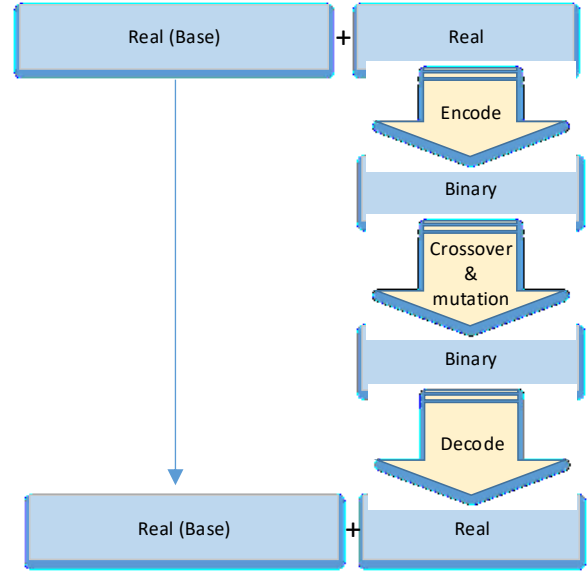 Real (Base) + Real
Encode
Binary
Crossover
&
mutation
Binary
Decode
Real (Base) + Real